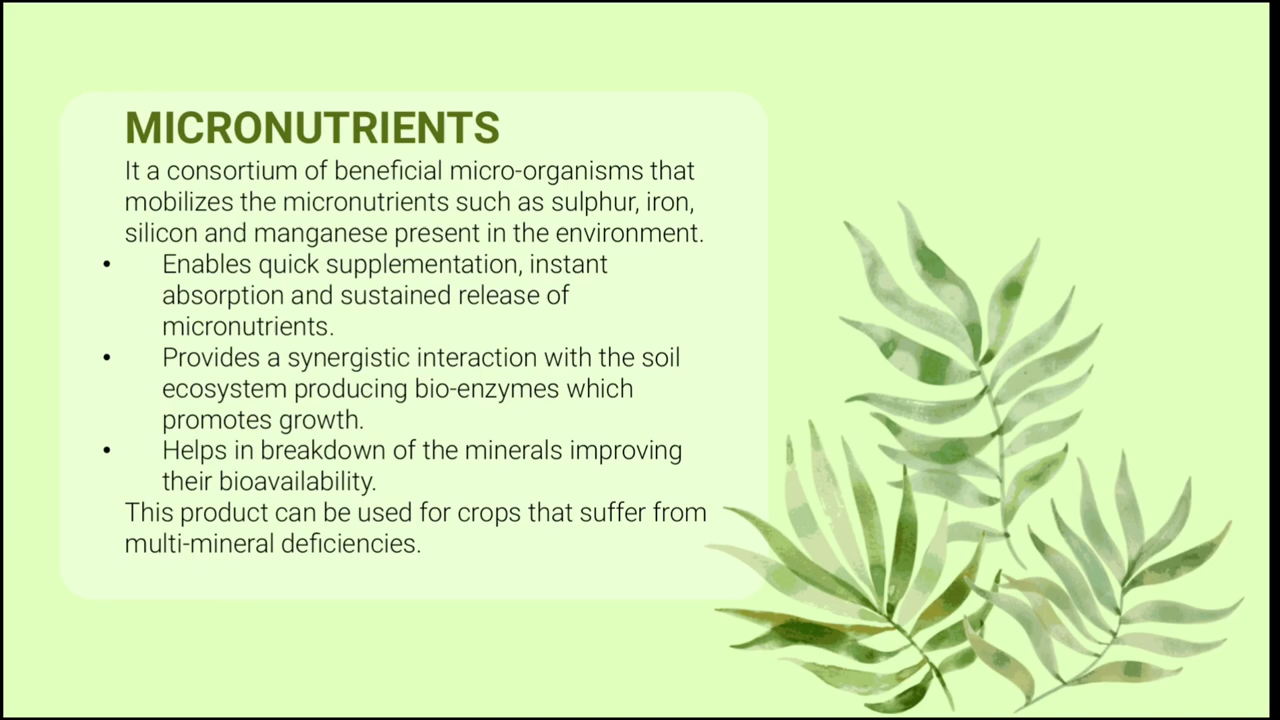 MICRONUTRIENTS
It a consortium of beneficial micro-organisms that
mobilizes the micronutrients such as sulphur, iron,
silicon and manganese present in the environment.
• Enables quick supplementation, instant
absorption and sustained release of
micronutrients.
• Provides a synergistic interaction with the soil
ecosystem producing bio-enzymes which
promotes growth.
• Helps in breakdown of the minerals improving
their bioavailability.
This product can be used for crops that suffer from
multi-mineral deficiencies.